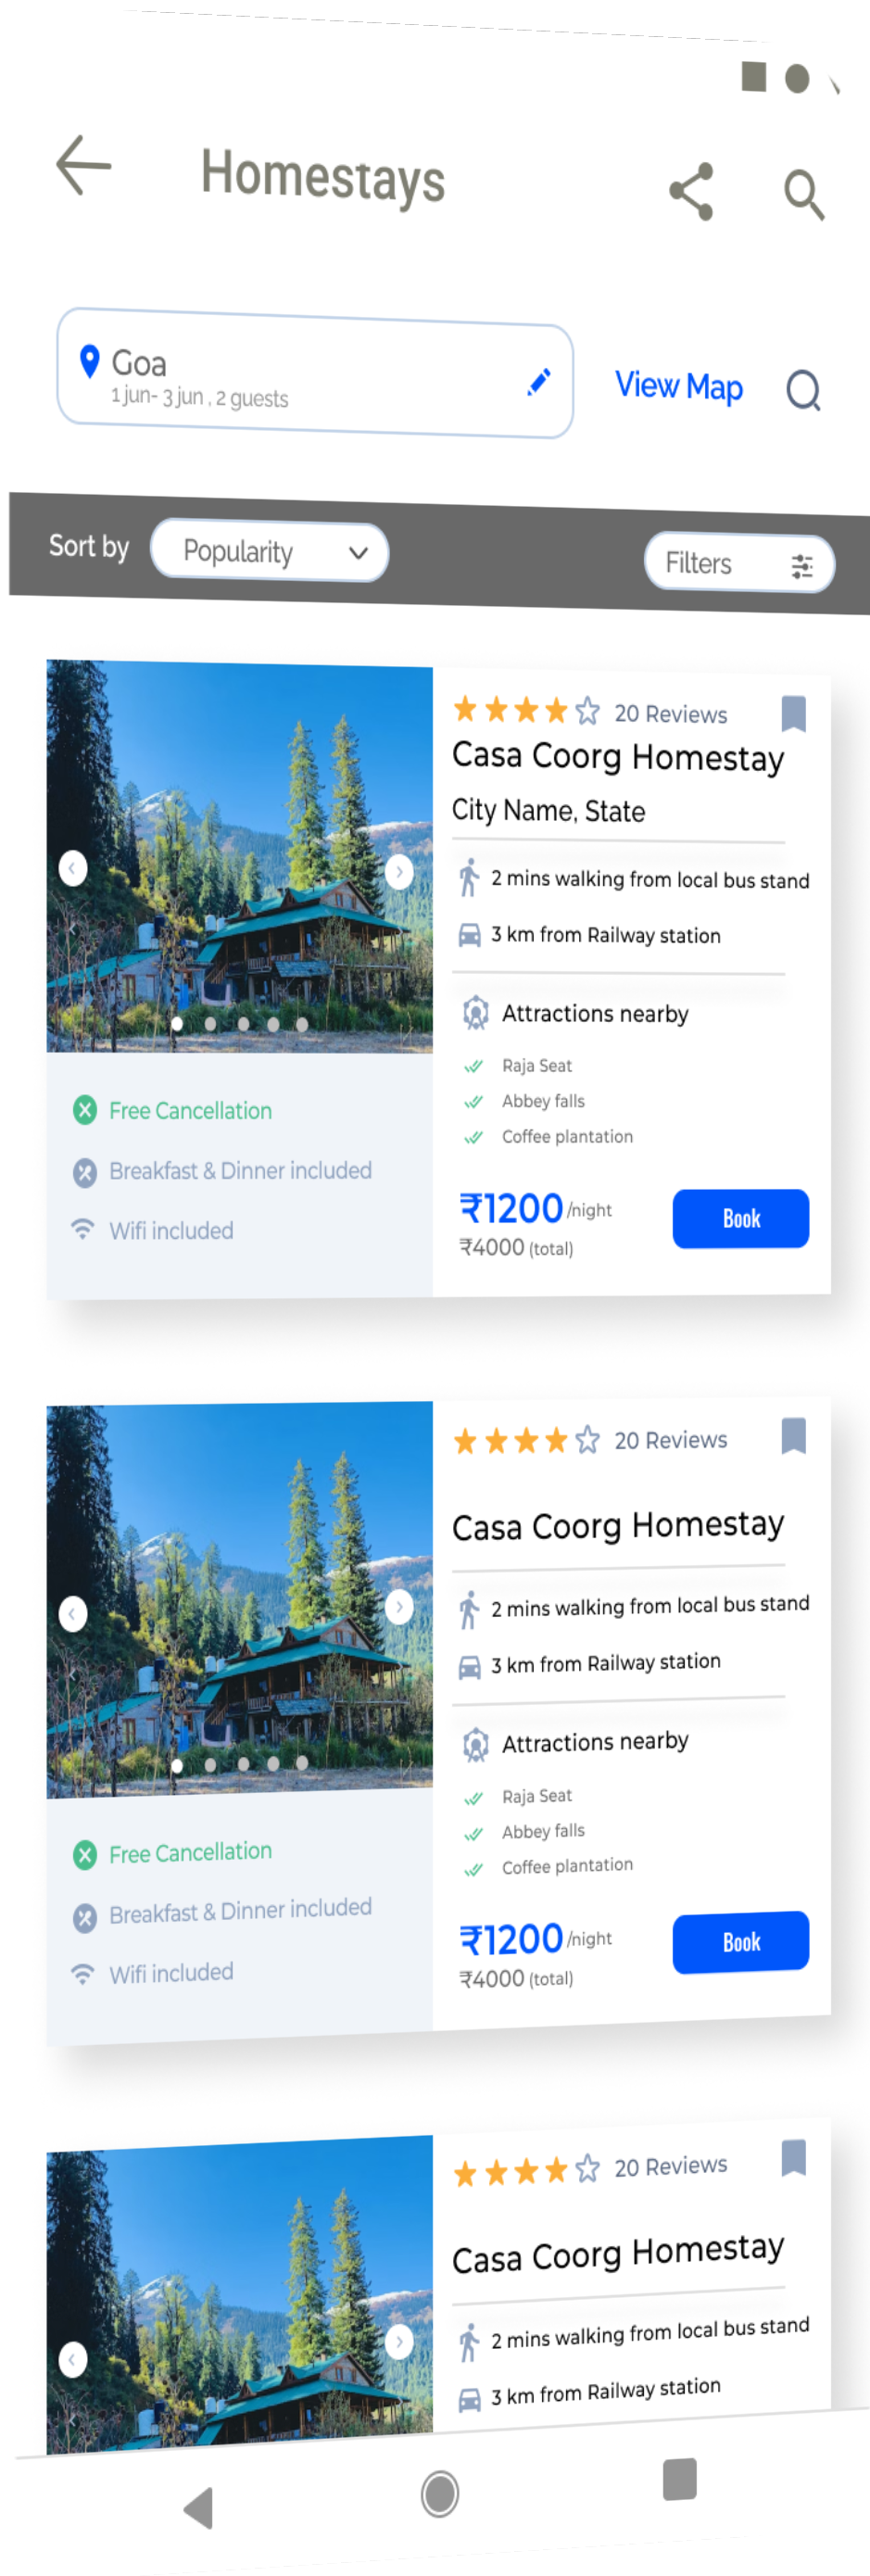 Homestays
Goa
1 jun- 3 jun , 2 guests
View Map
Sort by
Popularity
Filters
20 Reviews
Casa Coorg Homestay
City Name, State
2 mins walking from local bus stand
3 km from Railway station
Attractions nearby
Raja Seat
Abbey falls
Coffee plantation
Free Cancellation
Breakfast & Dinner included
Wifi included
₹1200 /night
₹4000 (total)
Book
20 Reviews
Casa Coorg Homestay
2 mins walking from local bus stand
3 km from Railway station
Attractions nearby
Raja Seat
Abbey falls
Coffee plantation
Free Cancellation
Breakfast & Dinner included
Wifi included
₹1200 /night
₹4000 (total)
Book
20 Reviews
Casa Coorg Homestay
2 mins walking from local bus stand
3 km from Railway station